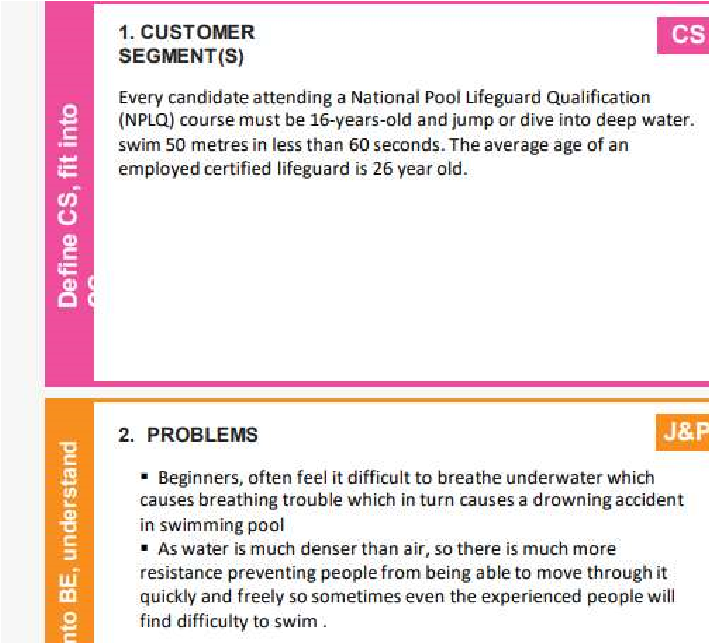 1. CUSTOMER
SEGMENT(S)
CS
Every candidate attending a National Pool Lifeguard Qualification
(NPLQ) course must be 16-years-old and jump or dive into deep water.
swim 50 metres in less than 60 seconds. The average age of an
employed certified lifeguard is 26 year old.
Define CS, fit into
2. PROBLEMS
J&P
▪ Beginners, often feel it difficult to breathe underwater which
causes breathing trouble which in turn causes a drowning accident
in swimming pool
▪ As water is much denser than air, so there is much more
resistance preventing people from being able to move through it
quickly and freely so sometimes even the experienced people will
find difficulty to swim .
nto BE, understand